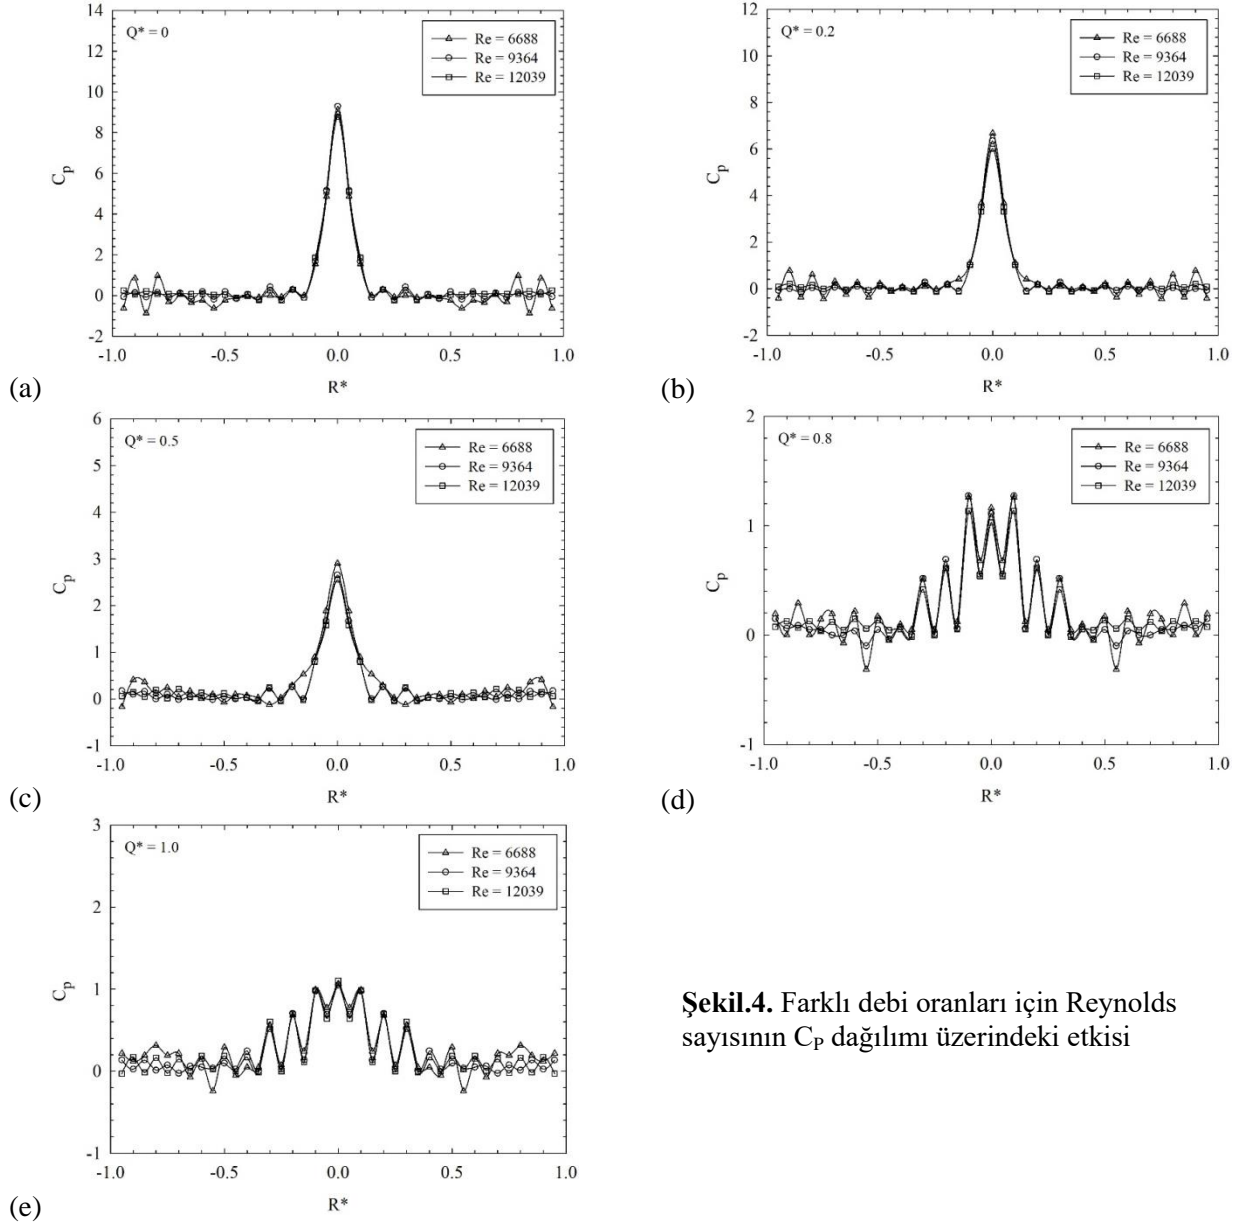 Q* = 0
Re = 6688
Re = 9364
Re = 12039
14
12
10
8
6
4
2
0
-2
Cp
-1.0
-0.5
0.0
0.5
1.0
R*
(a)
Q* = 0.2
Re = 6688
Re = 9364
Re = 12039
12
10
8
6
4
2
0
-2
Cp
-1.0
-0.5
0.0
0.5
1.0
R*
(b)
Q* = 0.5
Re = 6688
Re = 9364
Re = 12039
6
5
4
3
2
1
0
-1
Cp
-1.0
-0.5
0.0
0.5
1.0
R*
(c)
Q* = 0.8
Re = 6688
Re = 9364
Re = 12039
2
1
0
-1
Cp
-1.0
-0.5
0.0
0.5
1.0
R*
(d)
Q* = 1.0
Re = 6688
Re = 9364
Re = 12039
3
2
1
0
-1
Cp
-1.0
-0.5
0.0
0.5
1.0
R*
(e)
Şekil.4. Farklı debi oranları için Reynolds
sayısının CP dağılımı üzerindeki etkisi